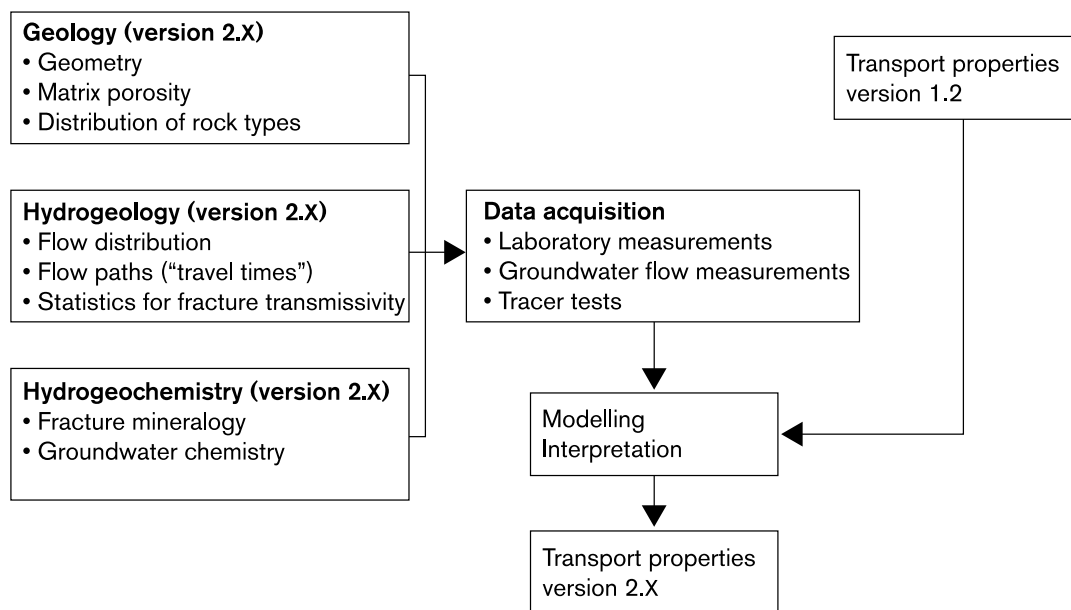 Geology (version 2.X)
• Geometry
• Matrix porosity
• Distribution of rock types
Hydrogeology (version 2.X)
• Flow distribution
• Flow paths (“travel times”)
• Statistics for fracture transmissivity
Hydrogeochemistry (version 2.X)
• Fracture mineralogy
• Groundwater chemistry
Data acquisition
• Laboratory measurements
• Groundwater flow measurements
• Tracer tests
Transport properties
version 1.2
Modelling
Interpretation
Transport properties
version 2.X